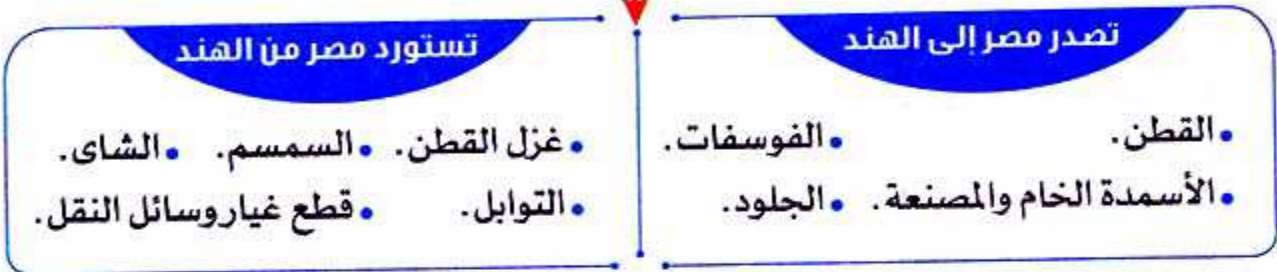 تصدر مصر إلى الهند
• القطن. • الفوسفات.
• الأسمدة الخام والمصنعة. • الجلود.
تستورد مصر من الهند
• غزل القطن. • السمسم. • الشاى.
• التوابل. • قطع غيار وسائل النقل.